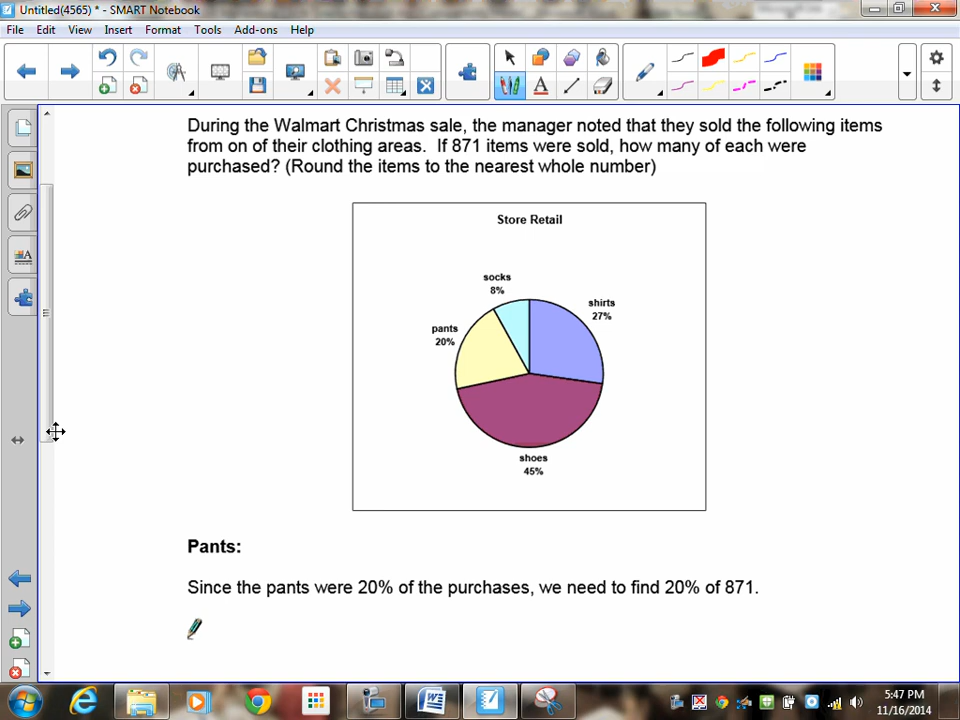 Untitled(4565) * - SMART Notebook
File Edit View Insert Format Tools Add-ons Help
During the Walmart Christmas sale, the manager noted that they sold the following items
from on of their clothing areas. If 871 items were sold, how many of each were
purchased? (Round the items to the nearest whole number)
Store Retail
socks
8%
shirts
27%
pants
20%
shoes
45%
Pants:
Since the pants were 20% of the purchases, we need to find 20% of 871.
5:47 PM
11/16/2014